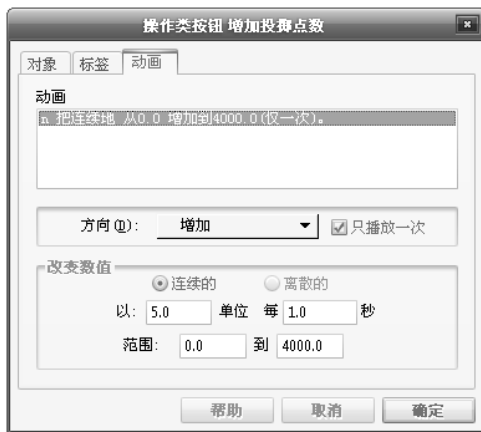 操作类按钮 增加投掷点数
对象 标签 动画
动画
n 把连续地 从0.0 增加到4000.0(仅一次)。
方向(D): 增加 只播放一次
改变数值
连续的 离散的
以: 5.0 单位 每 1.0 秒
范围: 0.0 到 4000.0
帮助 取消 确定